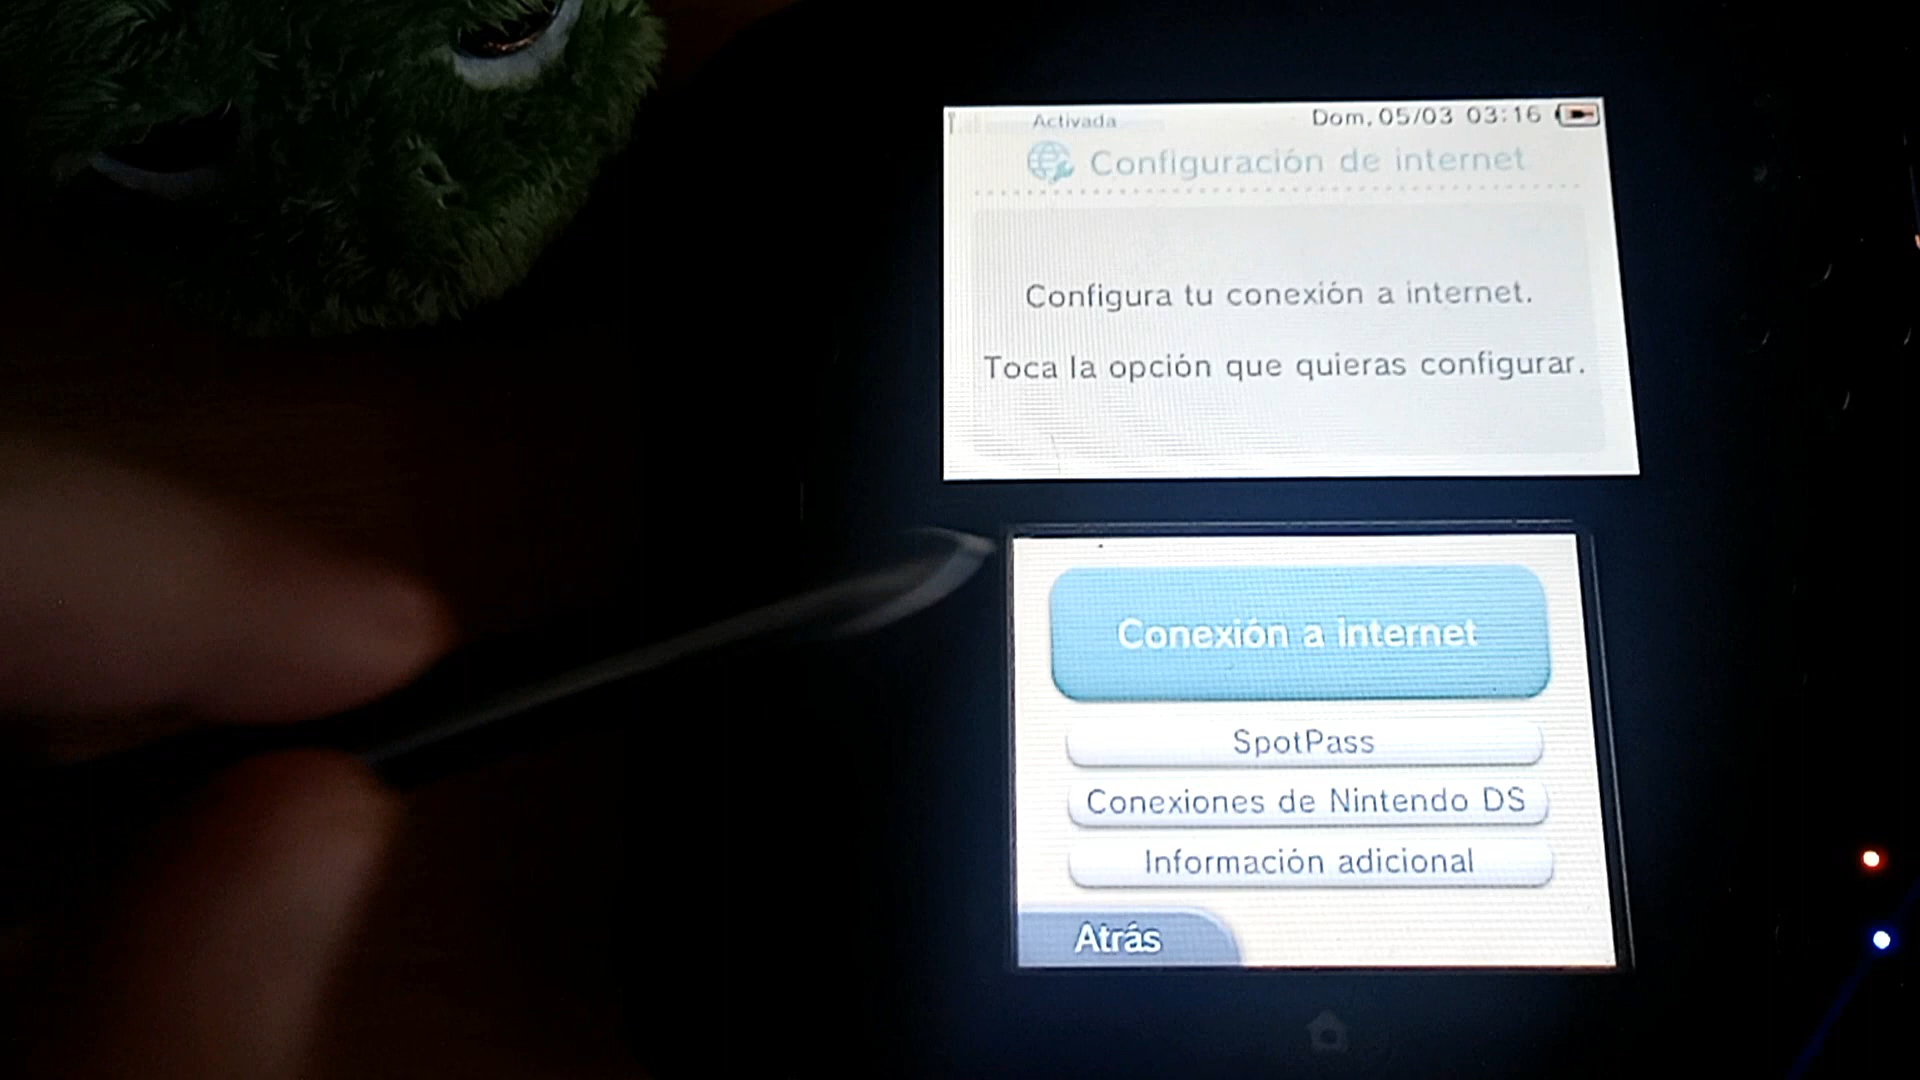 Activada
Dom, 05/03 03:16
Configuración de internet
Configura tu conexión a internet.
Toca la opción que quieras configurar.
Conexión a internet
SpotPass
Conexiones de Nintendo DS
Información adicional
Atrás